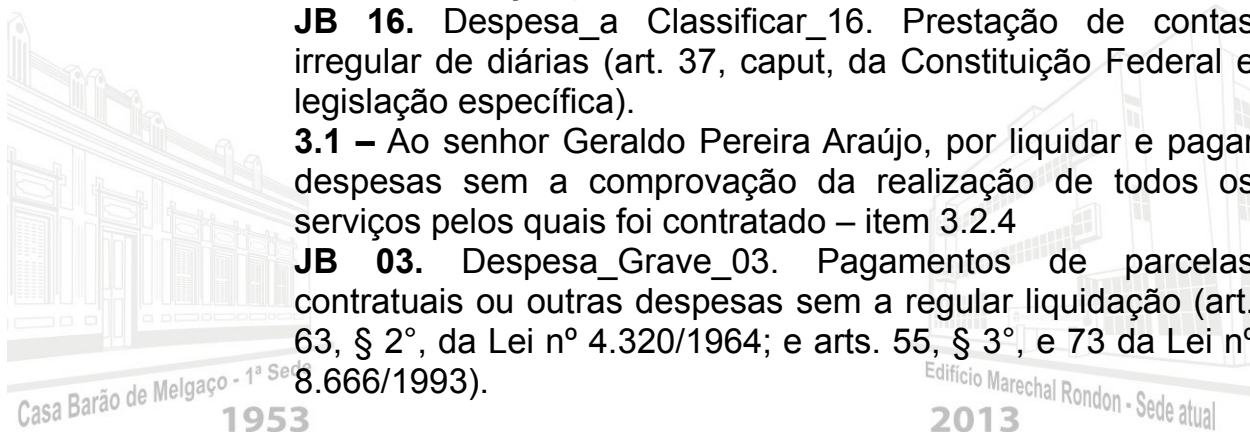 JB 16. Despesa_a Classificar_16. Prestação de contas
irregular de diárias (art. 37, caput, da Constituição Federal e
legislação específica).
3.1 – Ao senhor Geraldo Pereira Araújo, por liquidar e pagar
despesas sem a comprovação da realização de todos os
serviços pelos quais foi contratado – item 3.2.4
JB 03. Despesa_Grave_03. Pagamentos de parcelas
contratuais ou outras despesas sem a regular liquidação (art.
63, § 2°, da Lei nº 4.320/1964; e arts. 55, § 3°, e 73 da Lei nº
8.666/1993).
Casa Barão de Melgaço - 1ª Sede
1953
Edifício Marechal Rondon - Sede atual
2013